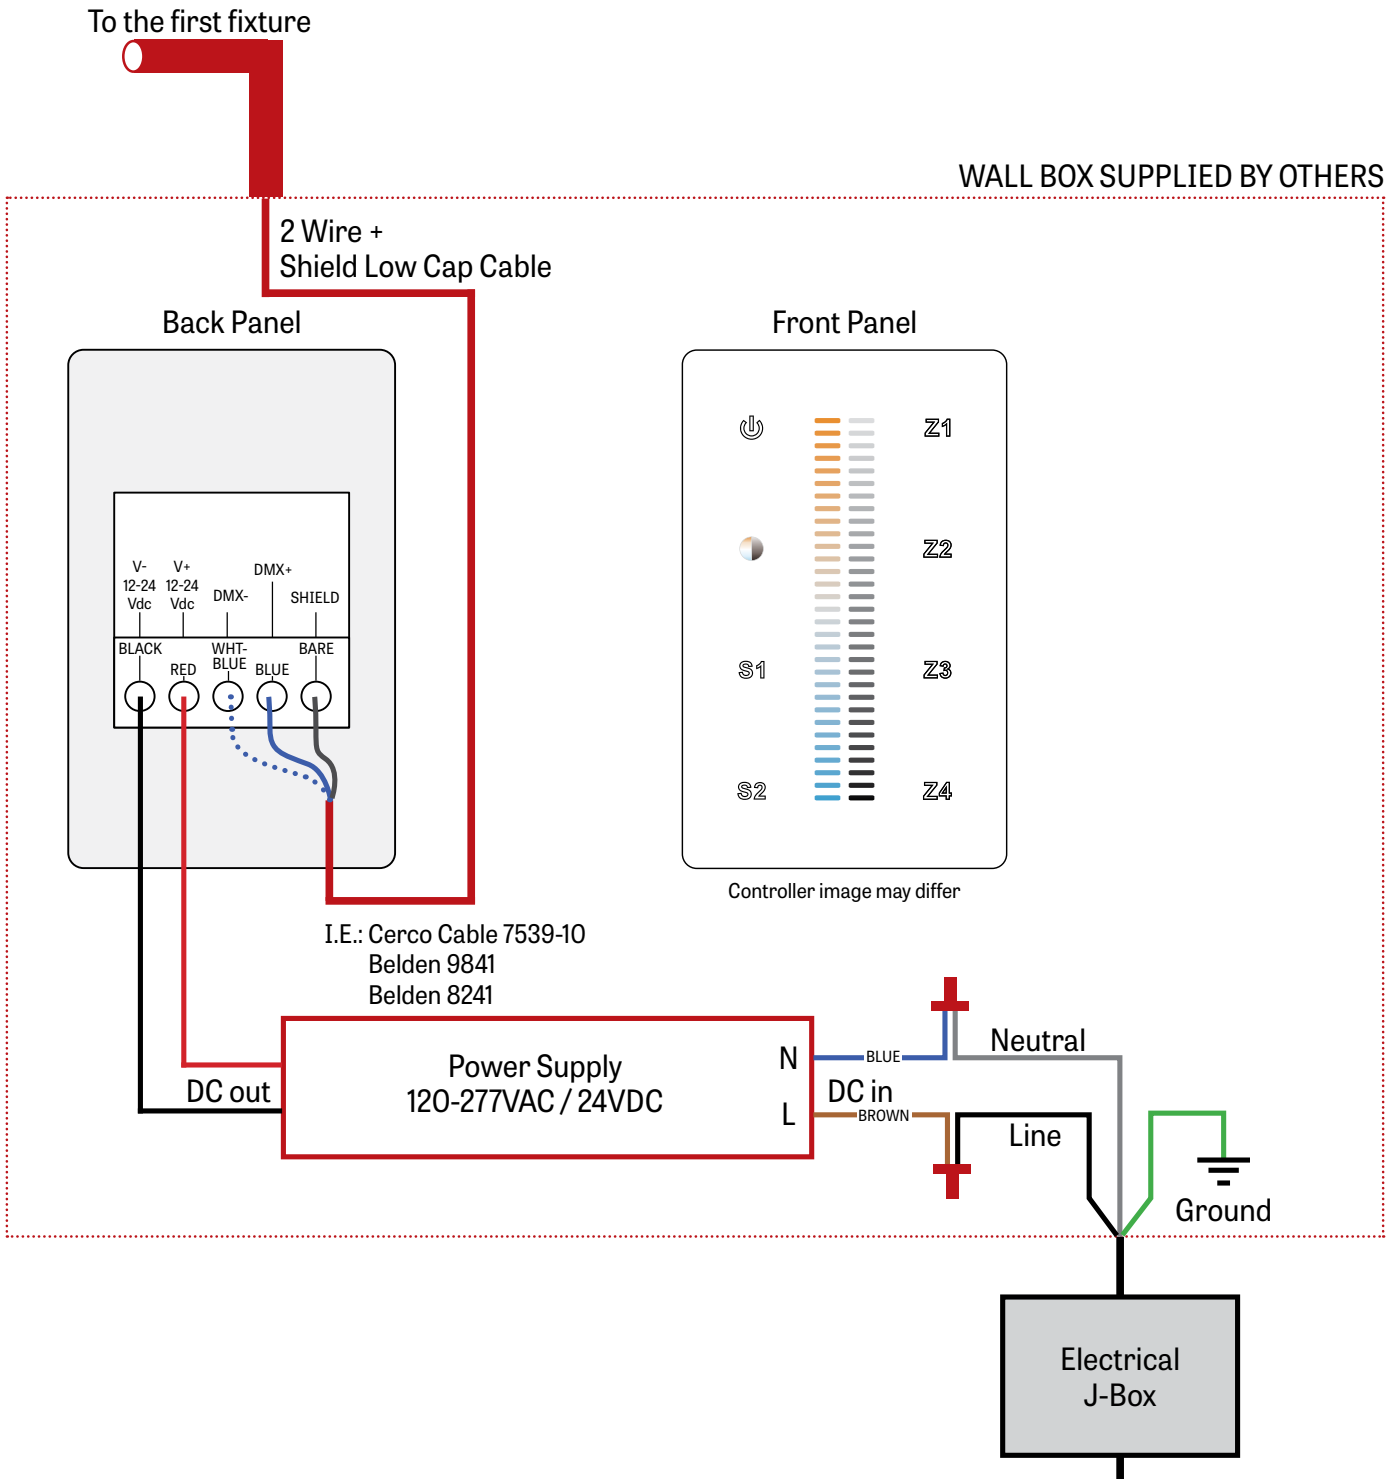 To the first fixture
WALL BOX SUPPLIED BY OTHERS
2 Wire +
Shield Low Cap Cable
Back Panel
Front Panel
V-
12-24
Vdc
V+
12-24
Vdc
DMX-
DMX+
SHIELD
BLACK
RED
WHT-
BLUE
BLUE
BARE
Z1
Z2
S1
Z3
S2
Z4
Controller image may differ
I.E.: Cerco Cable 7539-10
Belden 9841
Belden 8241
Power Supply
120-277VAC / 24VDC
DC out
N
L
BLUE
DC in
BROWN
Neutral
Line
Ground
Electrical
J-Box